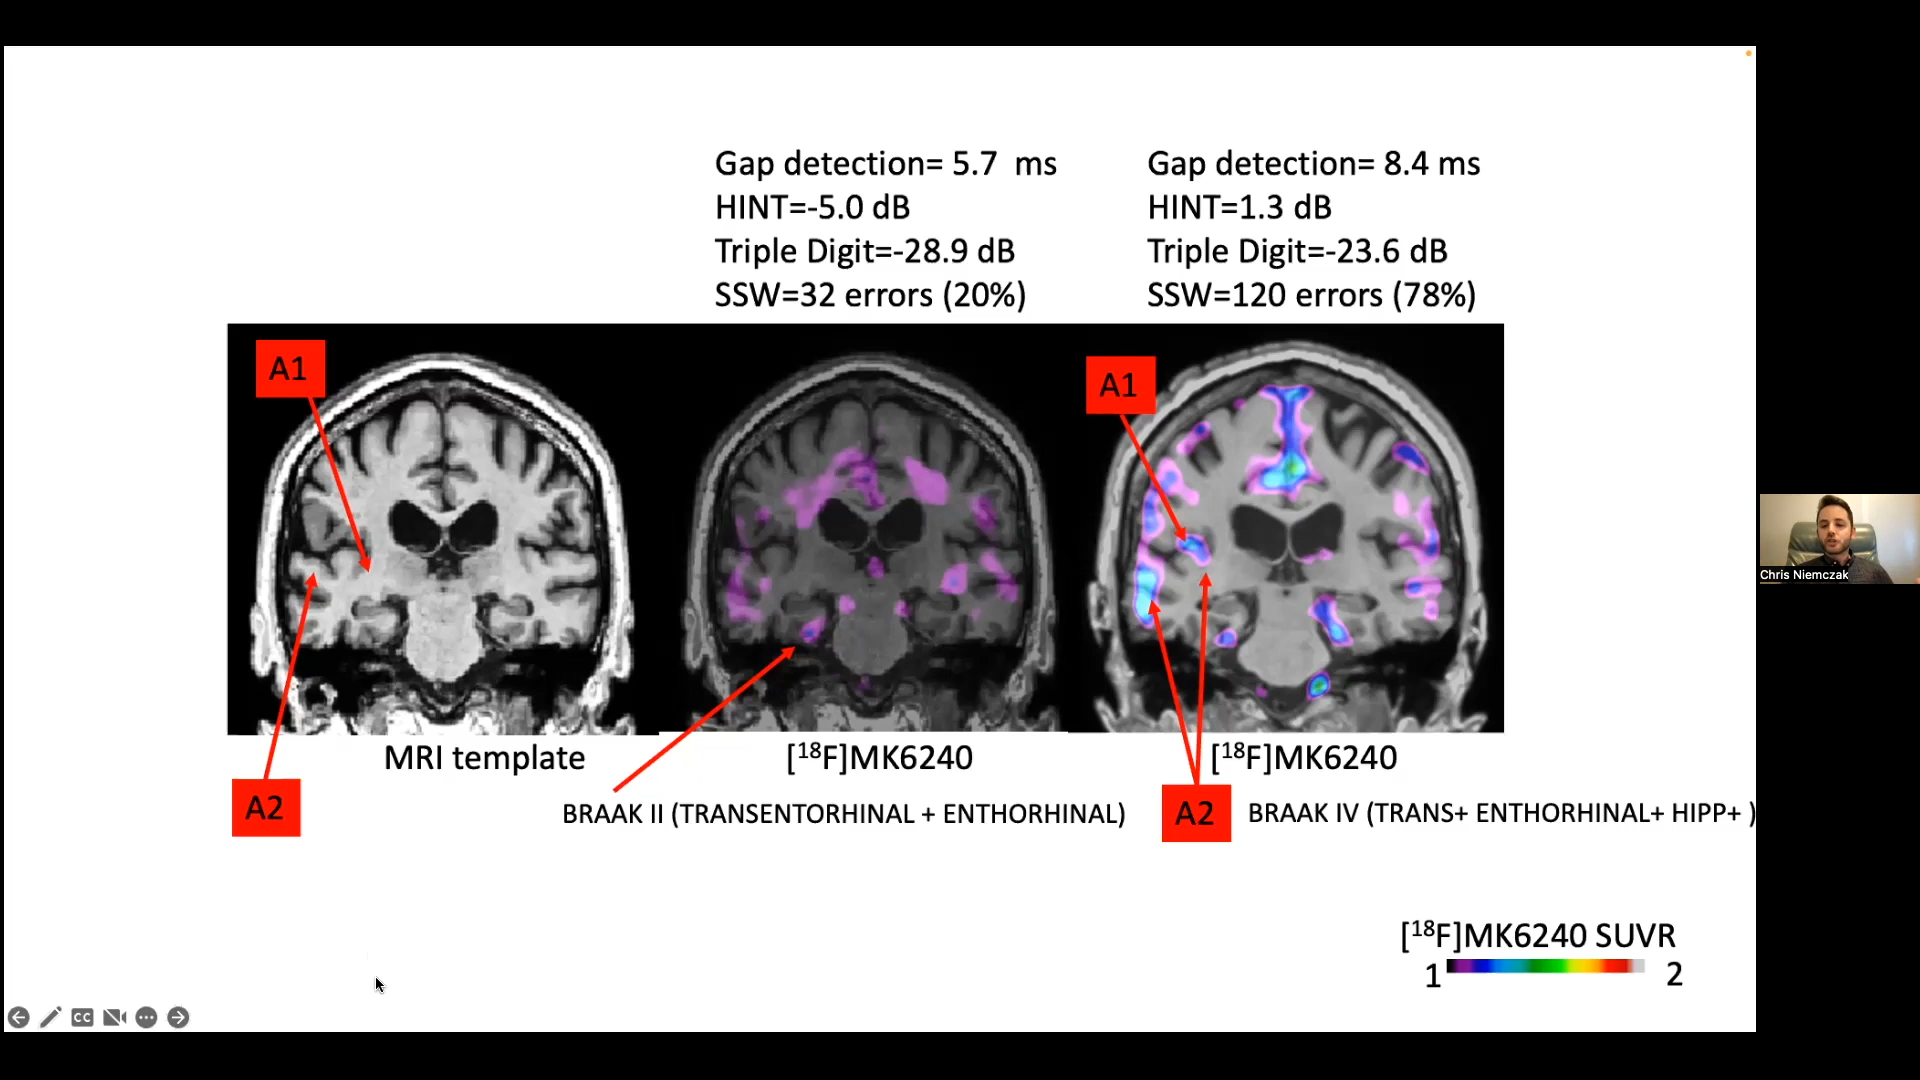 Gap detection= 5.7 ms
HINT=-5.0 dB
Triple Digit=-28.9 dB
SSW=32 errors (20%)
Gap detection= 8.4 ms
HINT=1.3 dB
Triple Digit=-23.6 dB
SSW=120 errors (78%)
A1
A1
MRI template
[¹⁸F]MK6240
[¹⁸F]MK6240
A2
BRAAK II (TRANSENTORHINAL + ENTHORHINAL)
A2
BRAAK IV (TRANS+ ENTHORHINAL+ HIPP+ )
[¹⁸F]MK6240 SUVR
1 2
Chris Niemczak
CC